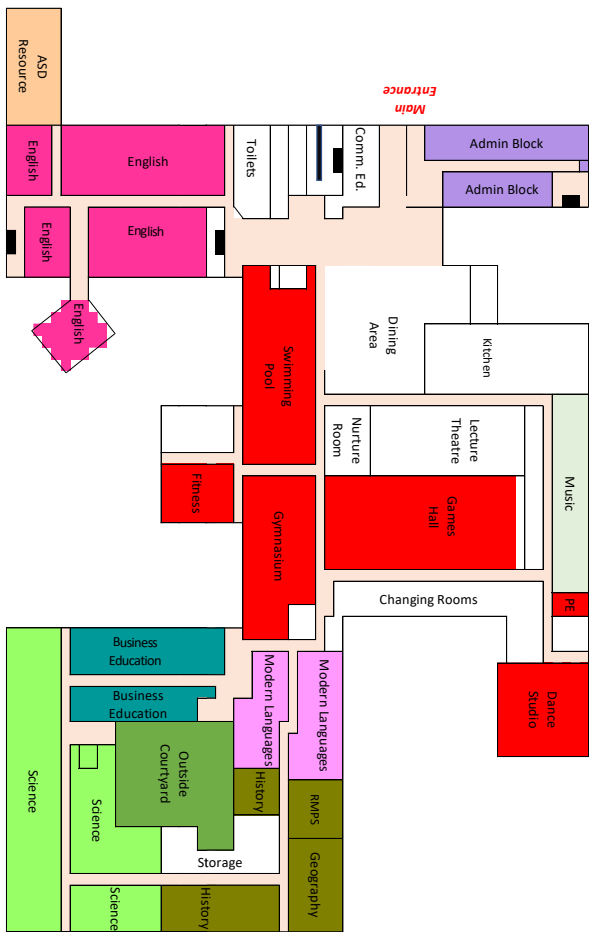 ASD
Resource
Main
Entrance
English
English
Toilets
Comm. Ed.
Admin Block
Admin Block
English
English
English
Swimming
Pool
Dining
Area
Kitchen
Nurture
Room
Lecture
Theatre
Music
Fitness
Gymnasium
Games
Hall
Changing Rooms
PE
Business
Education
Modern Languages
Modern Languages
Dance
Studio
Business
Education
Outside
Courtyard
History
RMPS
Science
Science
Storage
Science
History
Geography